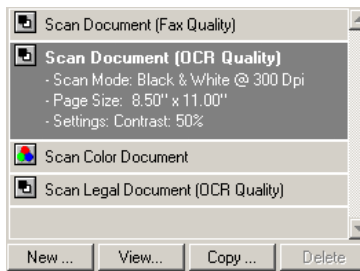 Scan Document (Fax Quality)
Scan Document (OCR Quality)
- Scan Mode: Black & White @ 300 Dpi
- Page Size: 8.50" x 11.00"
- Settings: Contrast: 50%
Scan Color Document
Scan Legal Document (OCR Quality)
New ... View... Copy ... Delete